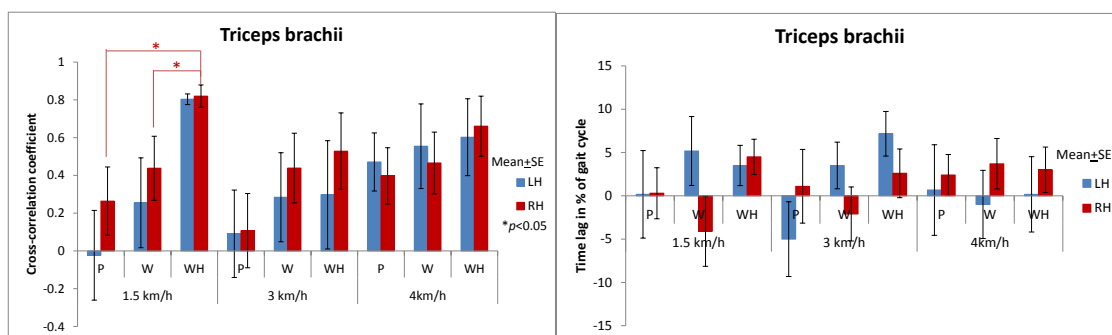 Triceps brachii
Cross-correlation coefficient
1
0.8
0.6
0.4
0.2
0
-0.2
-0.4
*
*
P W WH P W WH P W WH
1.5 km/h 3 km/h 4km/h
Mean±SE
LH
RH
*p<0.05
Triceps brachii
Time lag in % of gait cycle
15
10
5
0
-5
-10
-15
P W WH P W WH P W WH
1.5 km/h 3 km/h 4km/h
Mean±SE
LH
RH